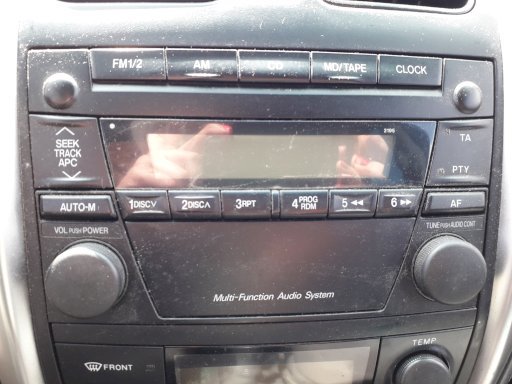 FM1/2 AM CD MD/TAPE CLOCK
SEEK
TRACK
APC
3195
TA
PTY
AUTO-M 1DISC∨ 2DISC∧ 3RPT 4PROG RDM 5◀◀ 6▶▶ AF
VOL PUSH POWER
TUNE PUSH AUDIO CONT
Multi-Function Audio System
FRONT
TEMP